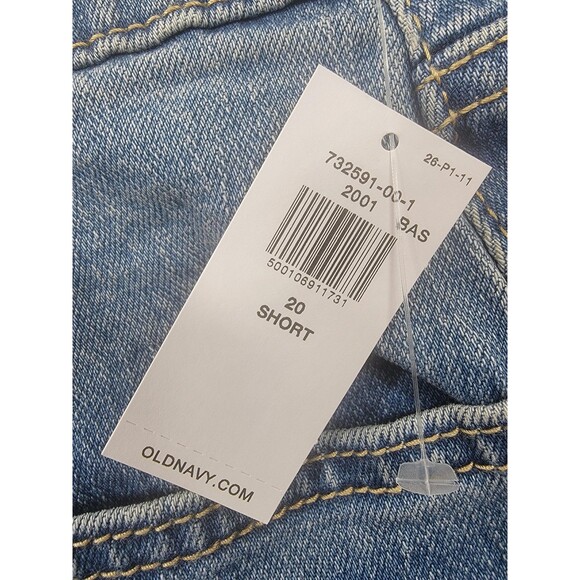 26-P1-11
732591-00-1
2001 BAS
500106911731
20
SHORT
OLDNAVY.COM